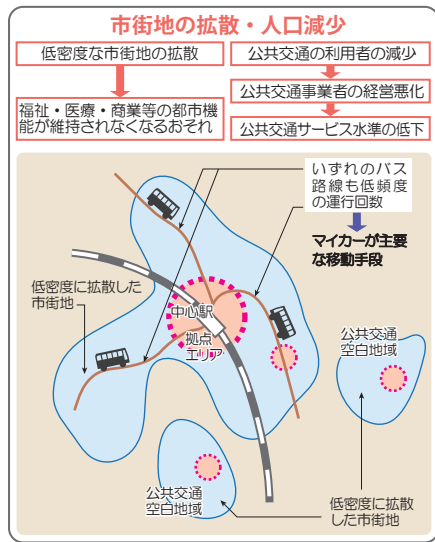 市街地の拡散・人口減少
低密度な市街地の拡散
福祉・医療・商業等の都市機
能が維持されなくなるおそれ
公共交通の利用者の減少
公共交通事業者の経営悪化
公共交通サービス水準の低下
いずれのバス
路線も低頻度
の運行回数
マイカーが主要
な移動手段
低密度に拡散した
市街地
中心駅
拠点
エリア
公共交通
空白地域
公共交通
空白地域
低密度に拡散
した市街地